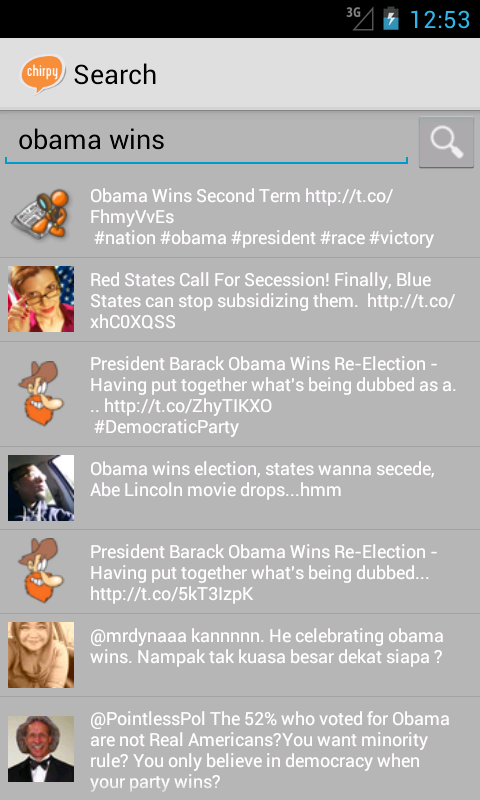 3G 12:53
chirpy Search
obama wins
Obama Wins Second Term http://t.co/
FhmyVvEs
#nation #obama #president #race #victory
Red States Call For Secession! Finally, Blue
States can stop subsidizing them.  http://t.co/
xhC0XQSS
President Barack Obama Wins Re-Election -
Having put together what's being dubbed as a.
.. http://t.co/ZhyTIKXO
#DemocraticParty
Obama wins election, states wanna secede,
Abe Lincoln movie drops...hmm
President Barack Obama Wins Re-Election -
Having put together what's being dubbed...
http://t.co/5kT3IzpK
@mrdynaaa kannnnn. He celebrating obama
wins. Nampak tak kuasa besar dekat siapa ?
@PointlessPol The 52% who voted for Obama
are not Real Americans?You want minority
rule? You only believe in democracy when
your party wins?